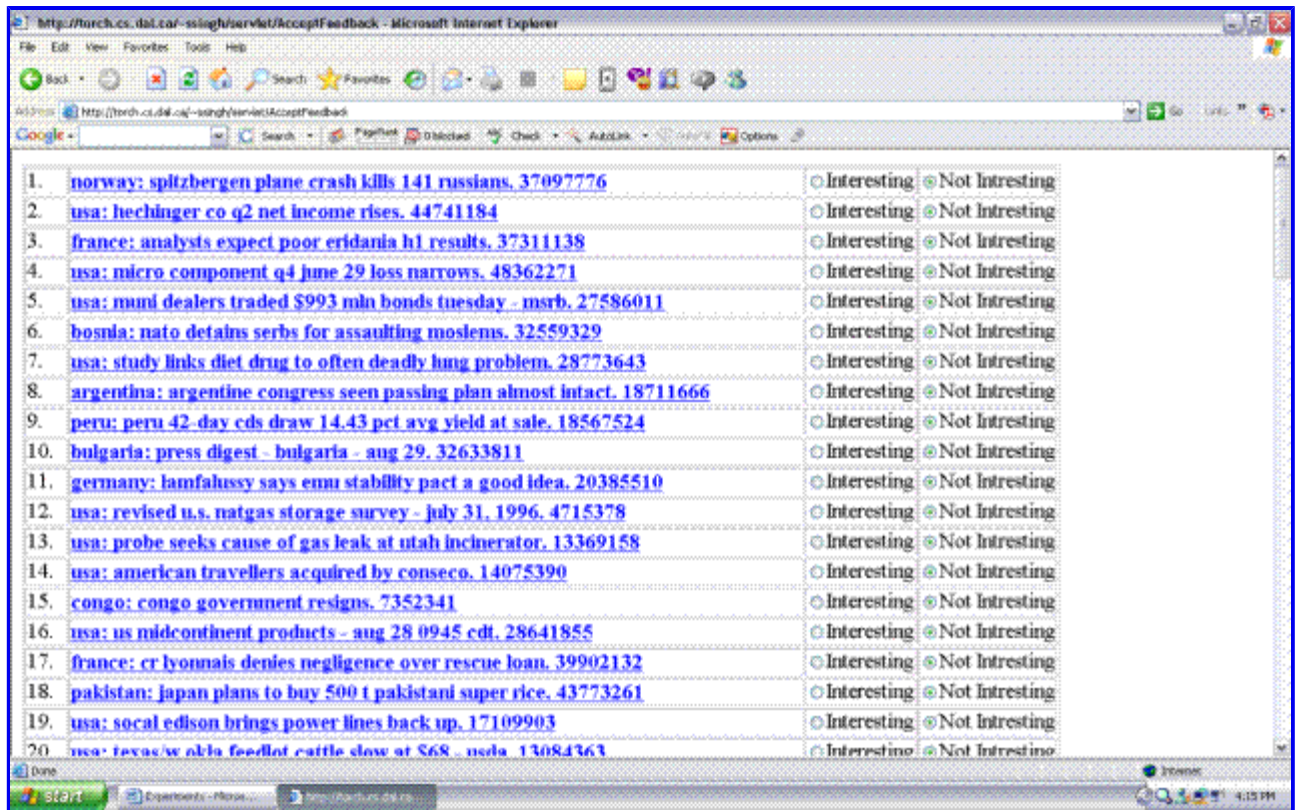 http://torch.cs.dal.ca/~ssingh/servlet/AcceptFeedback - Microsoft Internet Explorer
File Edit View Favorites Tools Help
Back Search Favorites
Address http://torch.cs.dal.ca/~ssingh/servlet/AcceptFeedback Go Links
Google Search PageRank 0 blocked Check AutoLink Options
1. norway: spitzbergen plane crash kills 141 russians. 37097776 Interesting Not Intresting
2. usa: hechinger co q2 net income rises. 44741184 Interesting Not Intresting
3. france: analysts expect poor eridania h1 results. 37311138 Interesting Not Intresting
4. usa: micro component q4 june 29 loss narrows. 48362271 Interesting Not Intresting
5. usa: muni dealers traded $993 mln bonds tuesday - msrb. 27586011 Interesting Not Intresting
6. bosnia: nato detains serbs for assaulting moslems. 32559329 Interesting Not Intresting
7. usa: study links diet drug to often deadly lung problem. 28773643 Interesting Not Intresting
8. argentina: argentine congress seen passing plan almost intact. 18711666 Interesting Not Intresting
9. peru: peru 42-day cds draw 14.43 pct avg yield at sale. 18567524 Interesting Not Intresting
10. bulgaria: press digest - bulgaria - aug 29. 32633811 Interesting Not Intresting
11. germany: lamfalussy says emu stability pact a good idea. 20385510 Interesting Not Intresting
12. usa: revised u.s. natgas storage survey - july 31, 1996. 4715378 Interesting Not Intresting
13. usa: probe seeks cause of gas leak at utah incinerator. 13369158 Interesting Not Intresting
14. usa: american travellers acquired by conseco. 14075390 Interesting Not Intresting
15. congo: congo government resigns. 7352341 Interesting Not Intresting
16. usa: us midcontinent products - aug 28 0945 cdt. 28641855 Interesting Not Intresting
17. france: cr lyonnais denies negligence over rescue loan. 39902132 Interesting Not Intresting
18. pakistan: japan plans to buy 500 t pakistani super rice. 43773261 Interesting Not Intresting
19. usa: socal edison brings power lines back up. 17109903 Interesting Not Intresting
20. usa: texas/w okla feedlot cattle slow at $68 - usda. 13084363 Interesting Not Intresting
Done Internet
start Experiments - Micros... 4:15 PM